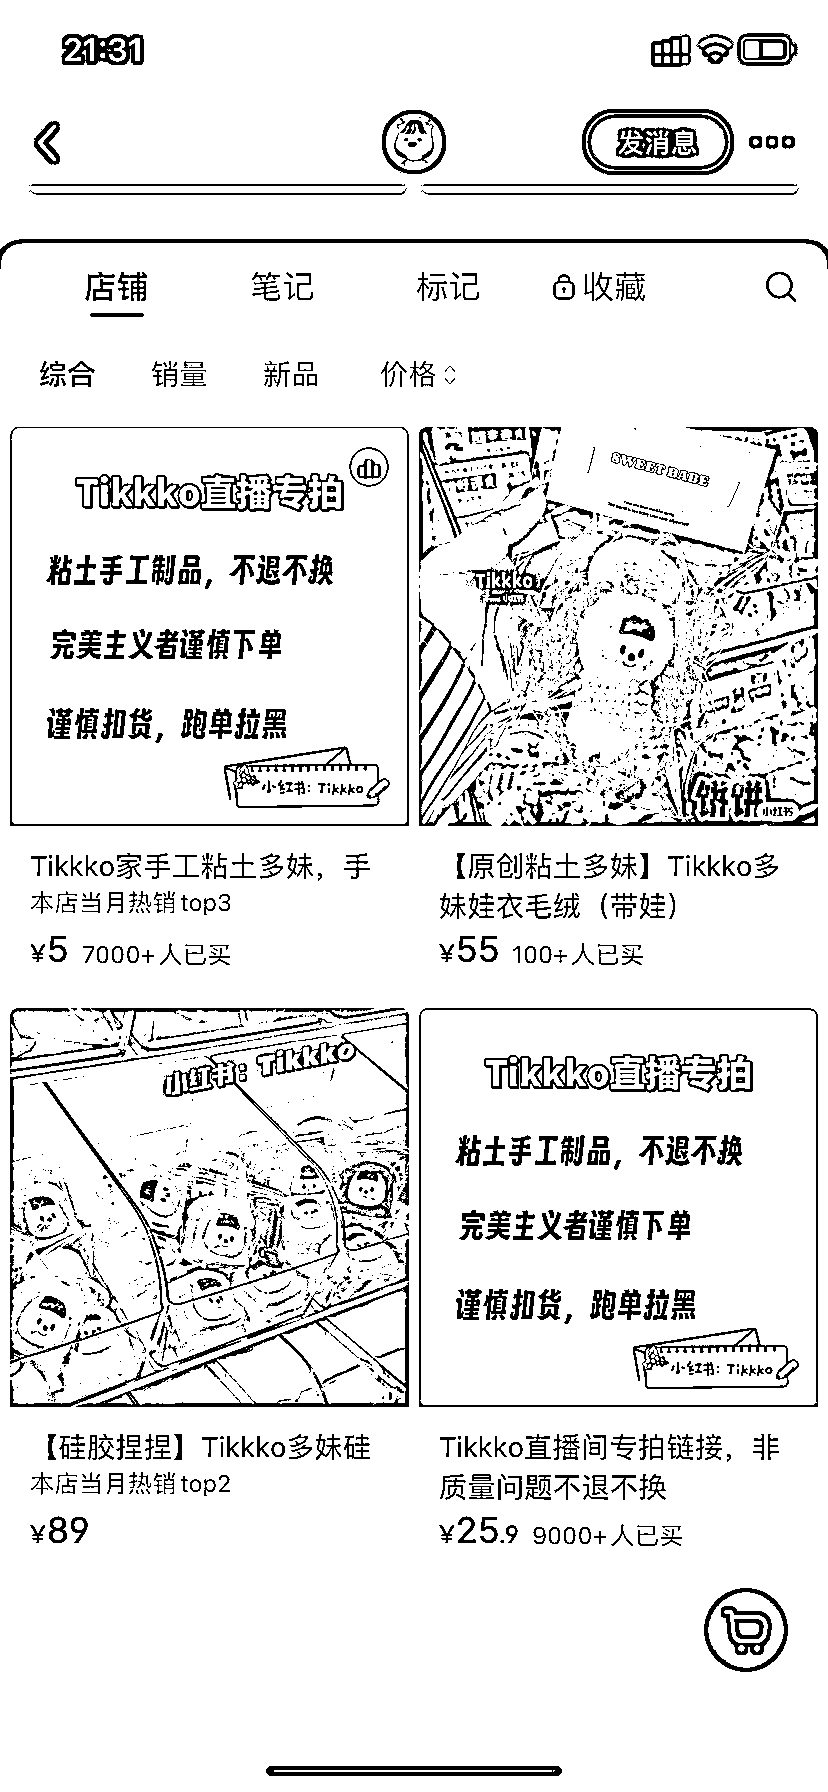 21:31
发消息
店铺
笔记
标记
收藏
综合
销量
新品
价格
Tikkko直播专拍
粘土手工制品，不退不换
完美主义者谨慎下单
谨慎扣货，跑单拉黑
小红书：Tikkko
SWEET BABE
Tikkko
饼饼
小红书
Tikkko家手工粘土多妹，手
本店当月热销top3
¥5 7000+人已买
【原创粘土多妹】Tikkko多
妹娃衣毛绒（带娃）
¥55 100+人已买
小红书：Tikkko
Tikkko直播专拍
粘土手工制品，不退不换
完美主义者谨慎下单
谨慎扣货，跑单拉黑
小红书：Tikkko
【硅胶捏捏】Tikkko多妹硅
本店当月热销top2
¥89
Tikkko直播间专拍链接，非
质量问题不退不换
¥25.9 9000+人已买